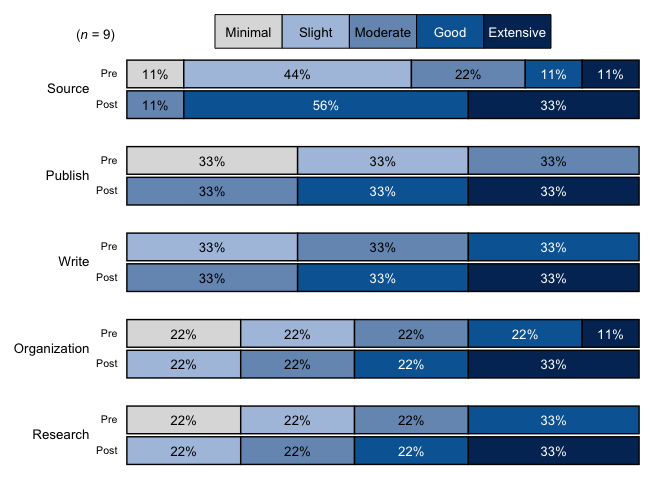 (n = 9) Minimal Slight Moderate Good Extensive
Source
Pre 11% 44% 22% 11% 11%
Post 11% 56% 33%
Publish
Pre 33% 33% 33%
Post 33% 33% 33%
Write
Pre 33% 33% 33%
Post 33% 33% 33%
Organization
Pre 22% 22% 22% 22% 11%
Post 22% 22% 22% 33%
Research
Pre 22% 22% 22% 33%
Post 22% 22% 22% 33%